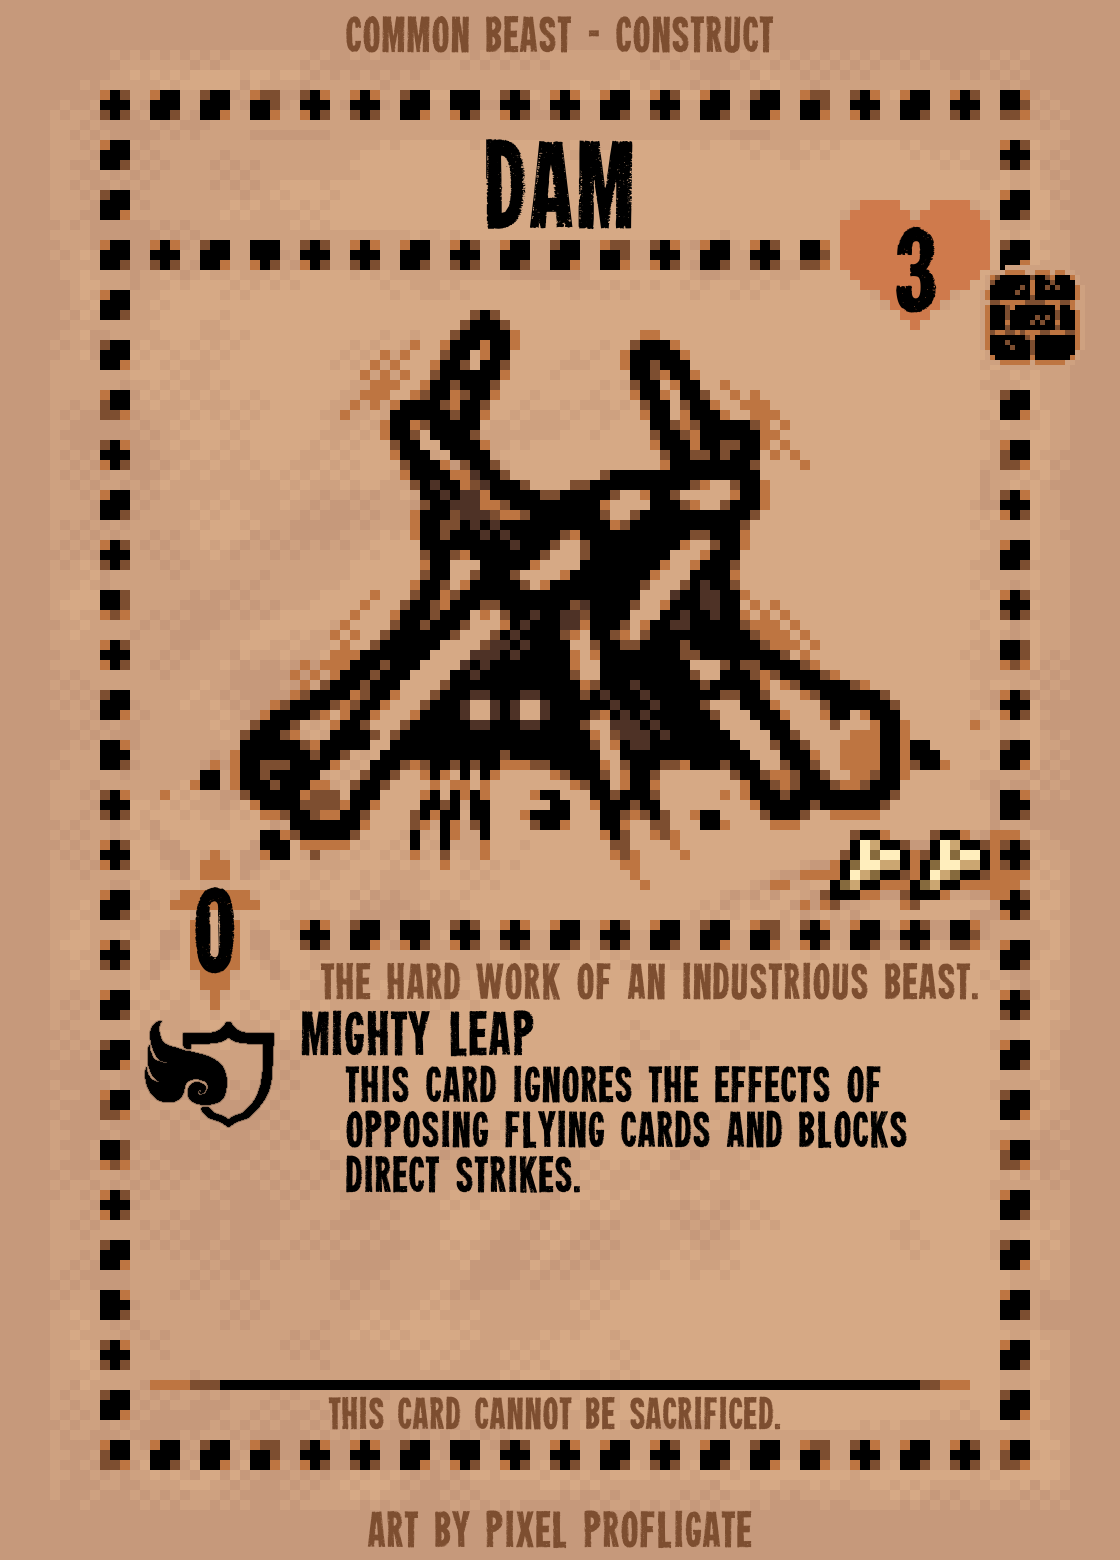 COMMON BEAST - CONSTRUCT
DAM
3
0
THE HARD WORK OF AN INDUSTRIOUS BEAST.
MIGHTY LEAP
THIS CARD IGNORES THE EFFECTS OF
OPPOSING FLYING CARDS AND BLOCKS
DIRECT STRIKES.
THIS CARD CANNOT BE SACRIFICED.
ART BY PIXEL PROFLIGATE